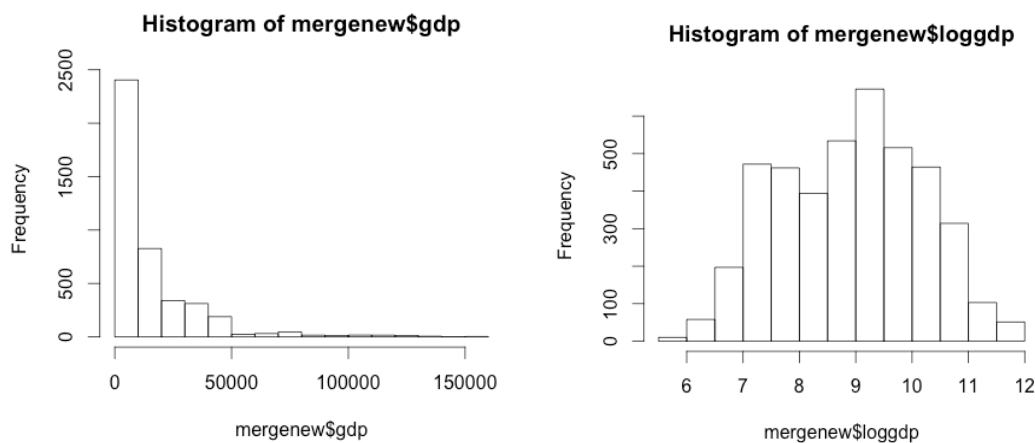 Histogram of mergenew$gdp
2500
1500
500
0
Frequency
0 50000 100000 150000
mergenew$gdp
Histogram of mergenew$loggdp
500
300
100
0
Frequency
6 7 8 9 10 11 12
mergenew$loggdp